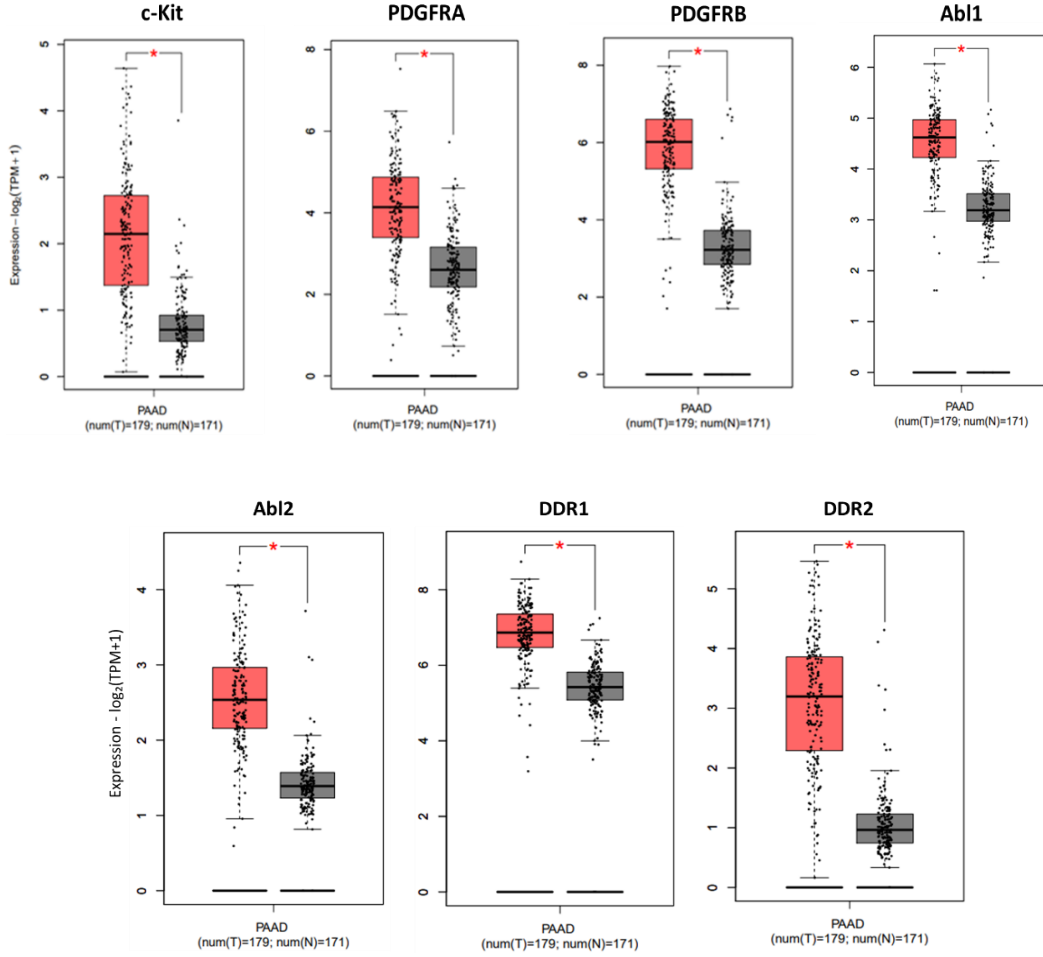 c-Kit PDGFRA PDGFRB Abl1
Expression – log₂(TPM + 1)
5
4
3
2
1
0
*
PAAD
(num(T)=179; num(N)=171)
8
6
4
2
0
*
PAAD
(num(T)=179; num(N)=171)
8
6
4
2
0
*
PAAD
(num(T)=179; num(N)=171)
6
5
4
3
2
1
0
*
PAAD
(num(T)=179; num(N)=171)
Abl2 DDR1 DDR2
Expression - log₂(TPM+1)
4
3
2
1
0
*
PAAD
(num(T)=179; num(N)=171)
8
6
4
2
0
*
PAAD
(num(T)=179; num(N)=171)
5
4
3
2
1
0
*
PAAD
(num(T)=179; num(N)=171)